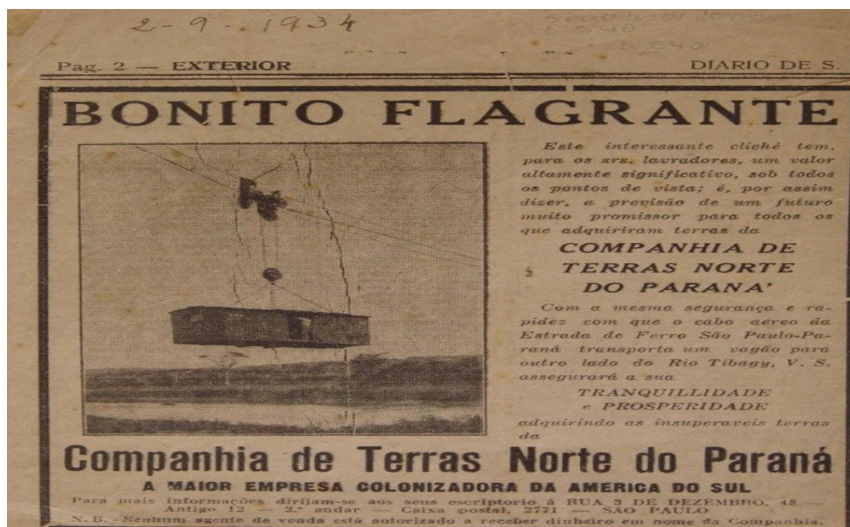 2-9-1934
Pag. 2 — EXTERIOR
DIARIO DE S.
BONITO FLAGRANTE
Este interessante cliché tem,
para os srs. lavradores, um valor
altamente significativo, sob todos
os pontos de vista; é, por assim
dizer, a previsão de um futuro
muito promissor para todos os
que adquiriram terras da
COMPANHIA DE
TERRAS NORTE
DO PARANA'
Com a mesma segurança e ra-
pidez com que o cabo aereo da
Estrada de Ferro São Paulo-Pa-
raná transporta um vagão para
outro lado do Rio Tibagy, V. S.
assegurará a sua
TRANQUILLIDADE
e PROSPERIDADE
adquirindo as insuperaveis terras
da
Companhia de Terras Norte do Paraná
A MAIOR EMPRESA COLONIZADORA DA AMERICA DO SUL
Para mais informações dirijam-se aos seus escriptorio á RUA 3 DE DEZEMBRO, 48
Antigo 12 — 2.º andar — Caixa postal, 2771 — SÃO PAULO
N. B. -Nenhum agente de venda está autorizado a receber dinheiro em nome da Companhia.